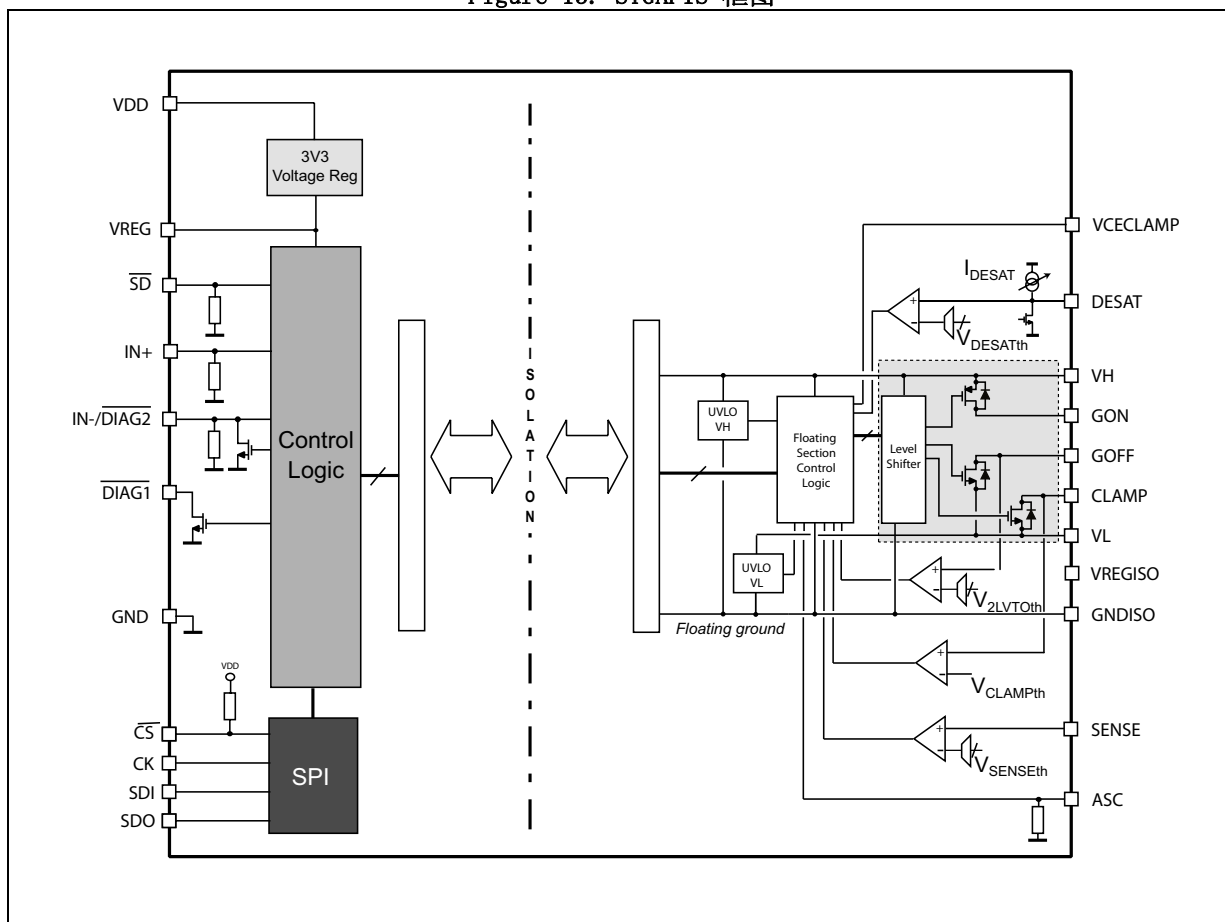 VDD
3V3
Voltage Reg
VREG
SD
IN+
IN-/DIAG2
DIAG1
GND
VDD
CS
CK
SDI
SDO
Control
Logic
SPI
ISOLATION
VCECLAMP
IDESAT
DESAT
VDESATth
VH
GON
GOFF
CLAMP
VL
VREGISO
GNDISO
UVLO
VH
Floating
Section
Control
Logic
Level
Shifter
UVLO
VL
V2LVTOth
Floating ground
VCLAMPth
SENSE
VSENSEth
ASC